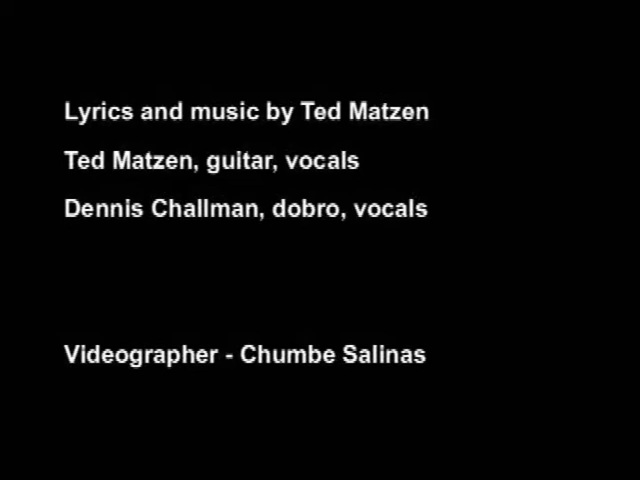 Lyrics and music by Ted Matzen
Ted Matzen, guitar, vocals
Dennis Challman, dobro, vocals
Videographer - Chumbe Salinas